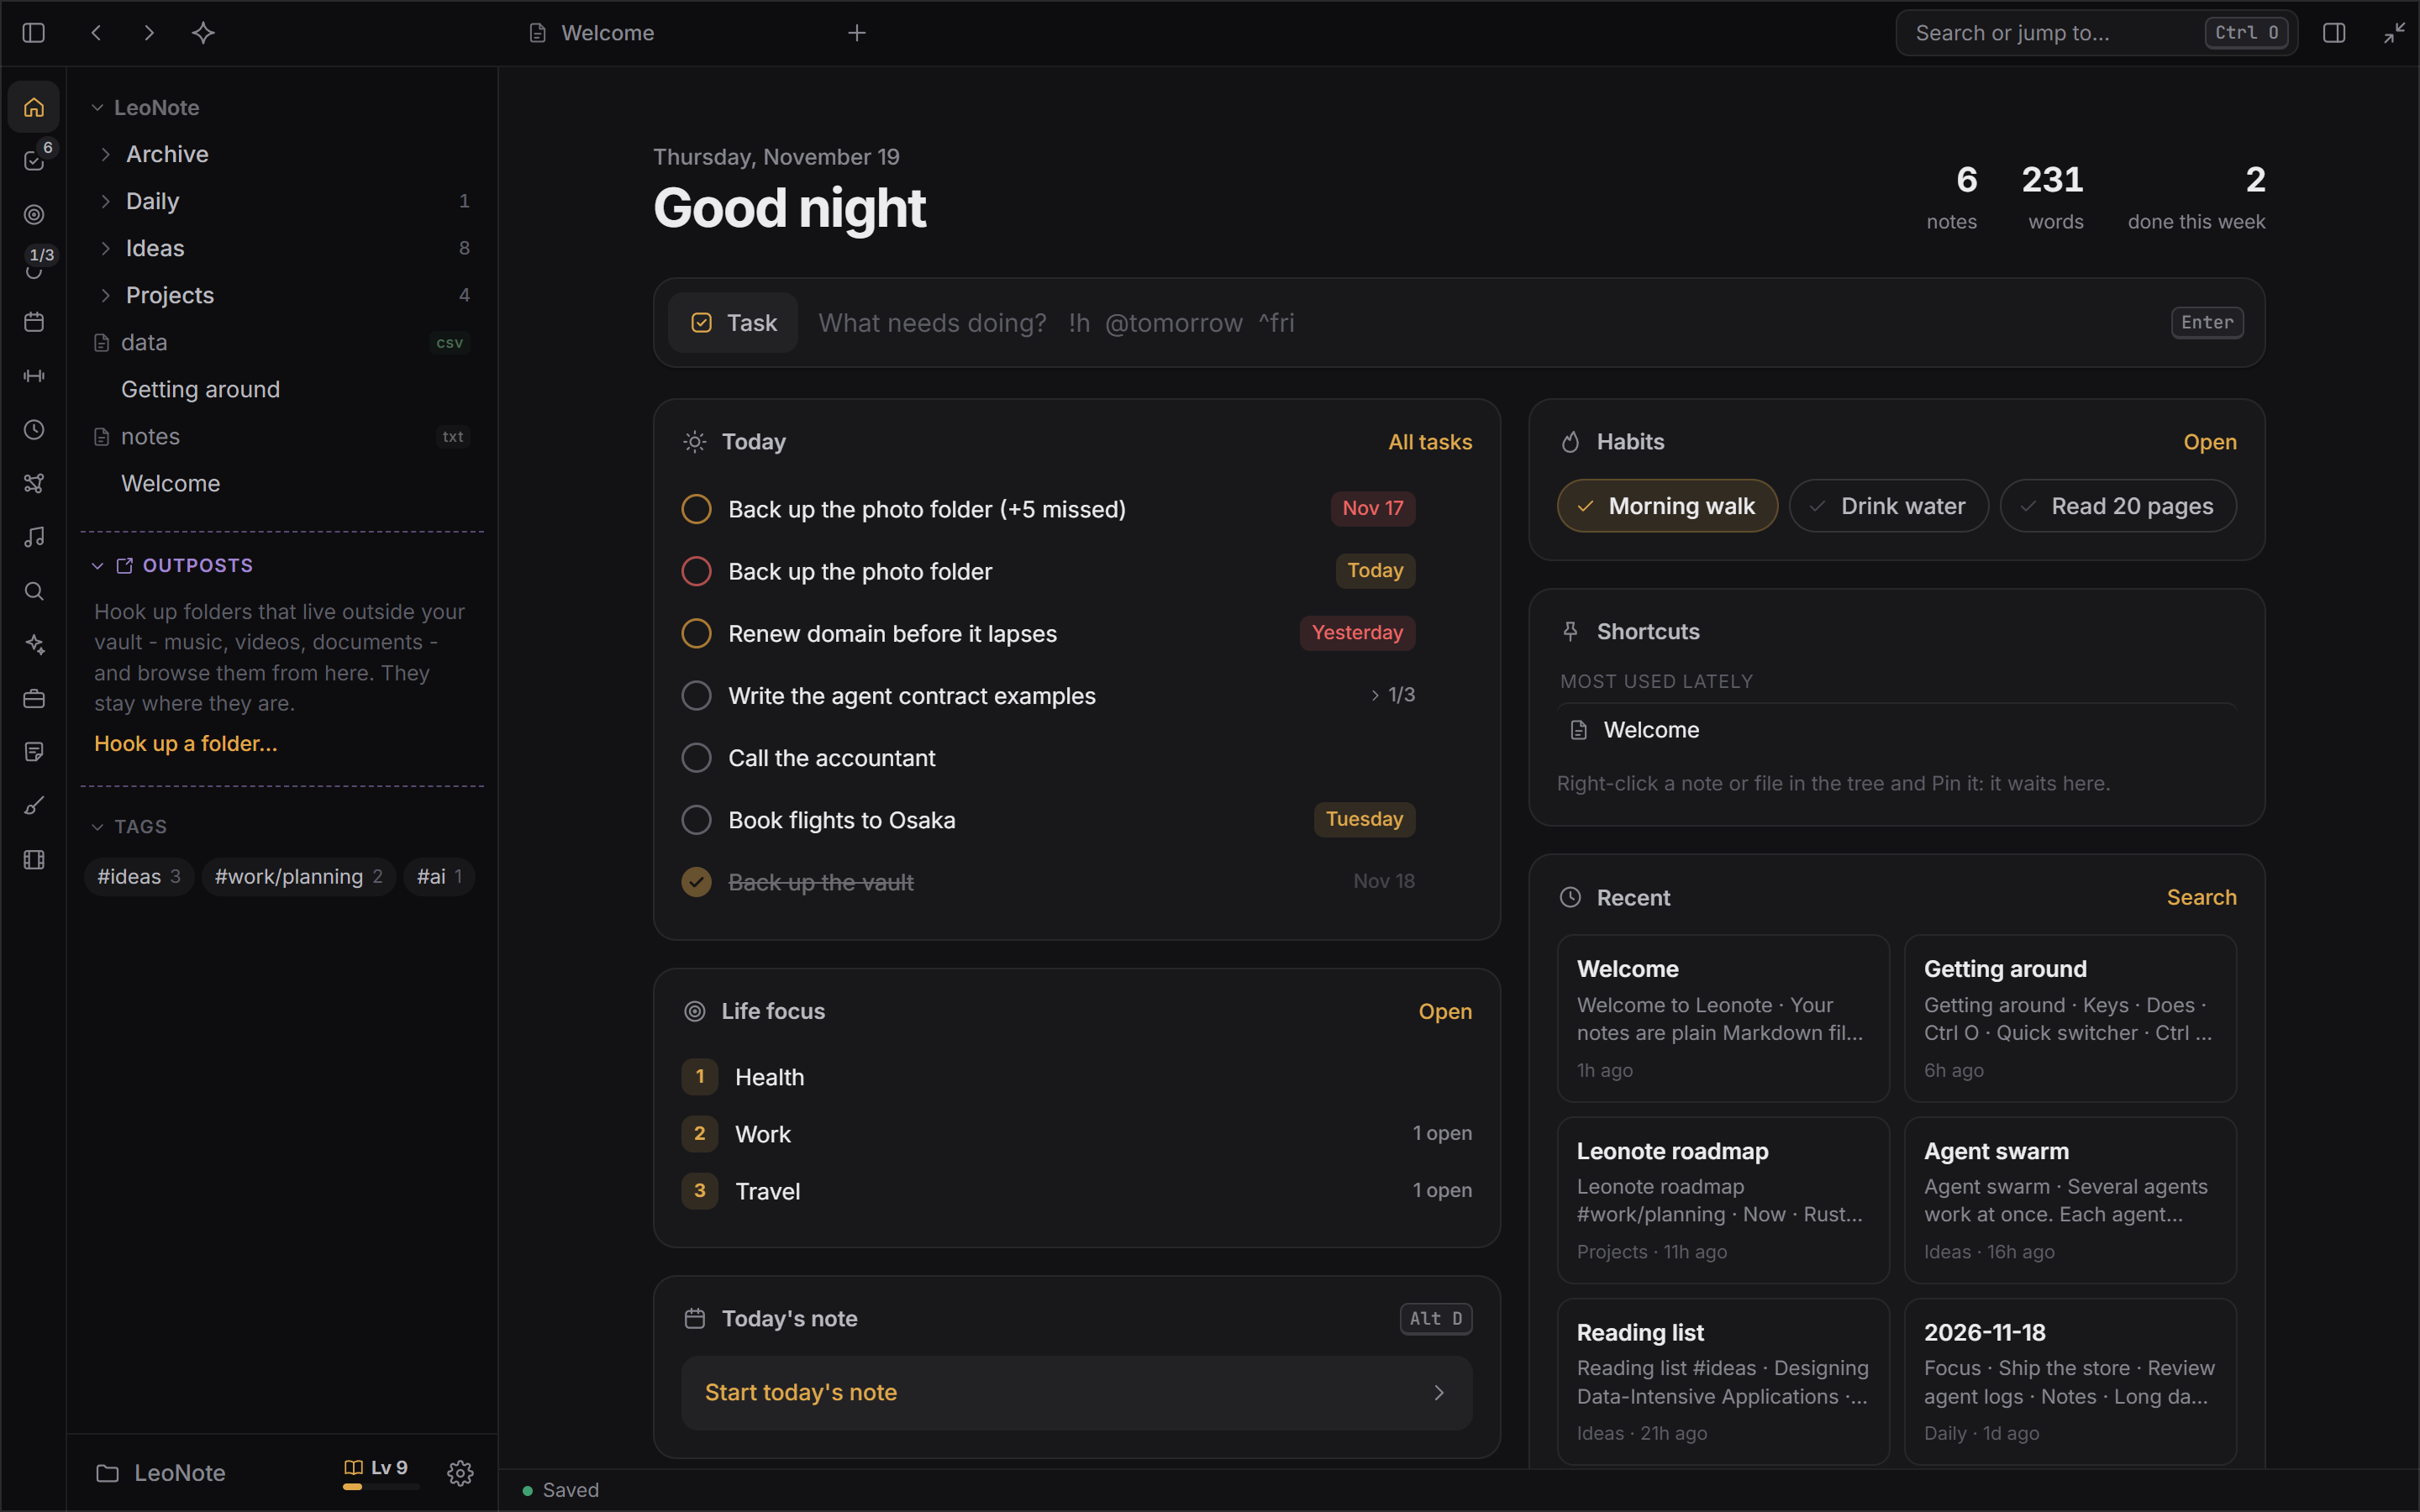 Welcome
Search or jump to...
Ctrl O
LeoNote
Archive
Daily 1
Ideas 8
Projects 4
data csv
Getting around
notes txt
Welcome
OUTPOSTS
Hook up folders that live outside your
vault - music, videos, documents -
and browse them from here. They
stay where they are.
Hook up a folder...
TAGS
#ideas 3 #work/planning 2 #ai 1
LeoNote
Lv 9
6
1/3
Thursday, November 19
Good night
6 notes
231 words
2 done this week
Task What needs doing? !h @tomorrow ^fri Enter
Today All tasks
Back up the photo folder (+5 missed) Nov 17
Back up the photo folder Today
Renew domain before it lapses Yesterday
Write the agent contract examples 1/3
Call the accountant
Book flights to Osaka Tuesday
Back up the vault Nov 18
Life focus Open
1 Health
2 Work 1 open
3 Travel 1 open
Today's note Alt D
Start today's note
Habits Open
Morning walk Drink water Read 20 pages
Shortcuts
MOST USED LATELY
Welcome
Right-click a note or file in the tree and Pin it: it waits here.
Recent Search
Welcome
Welcome to Leonote · Your
notes are plain Markdown fil...
1h ago
Getting around
Getting around · Keys · Does ·
Ctrl O · Quick switcher · Ctrl ...
6h ago
Leonote roadmap
Leonote roadmap
#work/planning · Now · Rust...
Projects · 11h ago
Agent swarm
Agent swarm · Several agents
work at once. Each agent...
Ideas · 16h ago
Reading list
Reading list #ideas · Designing
Data-Intensive Applications ·...
Ideas · 21h ago
2026-11-18
Focus · Ship the store · Review
agent logs · Notes · Long da...
Daily · 1d ago
Saved